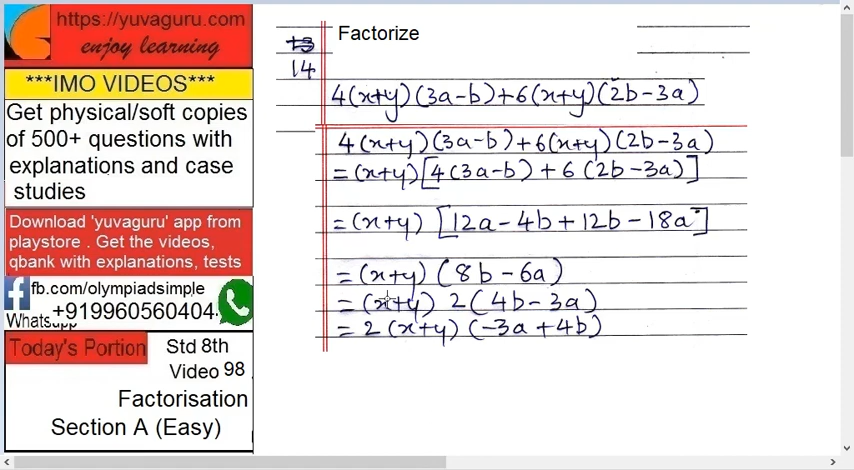 https://yuvaguru.com
enjoy learning
***IMO VIDEOS***
Get physical/soft copies
of 500+ questions with
explanations and case
studies
Download 'yuvaguru' app from
playstore . Get the videos,
qbank with explanations, tests
fb.com/olympiadsimple
+919960560404
Whatsapp
Today's Portion
Std 8th
Video 98
Factorisation
Section A (Easy)
13
14
Factorize
4(x+y)(3a-b)+6(x+y)(2b-3a)
4(x+y)(3a-b)+6(x+y)(2b-3a)
=(x+y)[4(3a-b)+6(2b-3a)]
=(x+y)[12a-4b+12b-18a]
=(x+y)(8b-6a)
=(x+y)2(4b-3a)
=2(x+y)(-3a+4b)